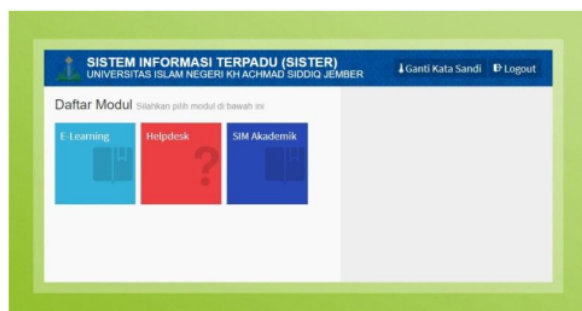 SISTEM INFORMASI TERPADU (SISTER)
UNIVERSITAS ISLAM NEGERI KH ACHMAD SIDDIQ JEMBER
Ganti Kata Sandi Logout
Daftar Modul Silahkan pilih modul di bawah ini
E-Learning Helpdesk SIM Akademik